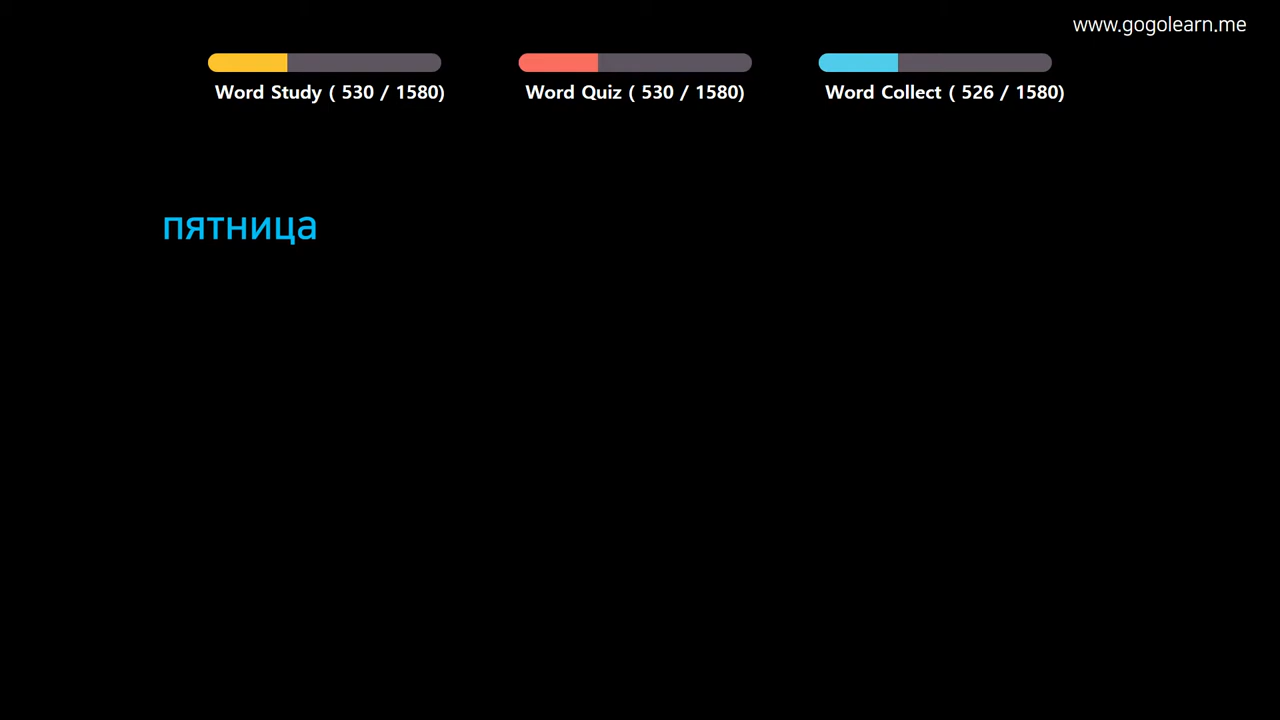 www.gogolearn.me
Word Study ( 530 / 1580)
Word Quiz ( 530 / 1580)
Word Collect ( 526 / 1580)
пятница